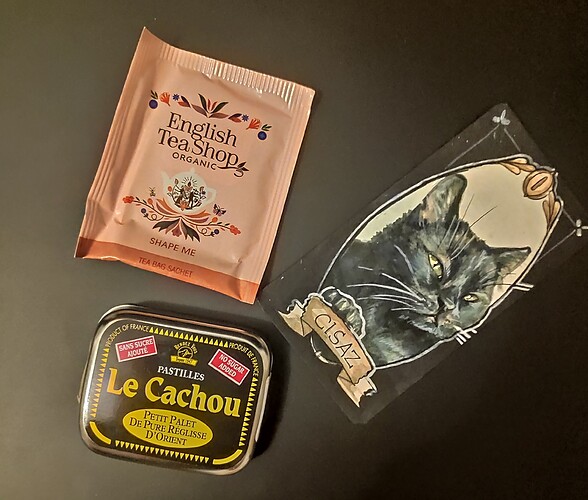 English
Tea Shop
ORGANIC
SHAPE ME
TEA BAG SACHET
CISAZ
PRODUCT OF FRANCE
PRODUIT DE FRANCE
SANS SUCRE
AJOUTÉ
NO SUGAR
ADDED
PASTILLES
Le Cachou
PETIT PALET
DE PURE RÉGLISSE
D'ORIENT